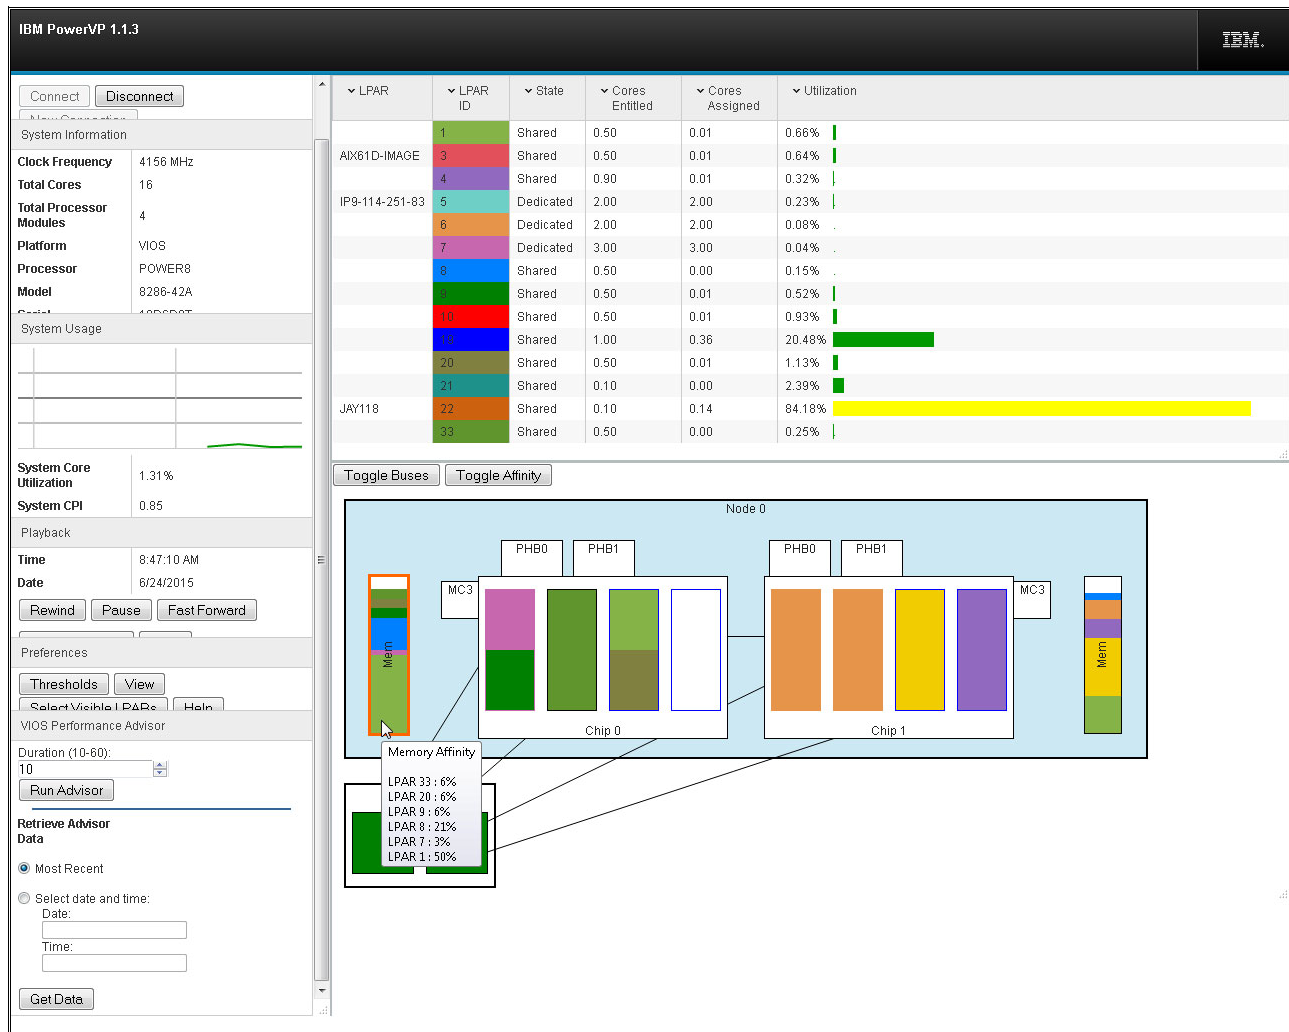 IBM PowerVP 1.1.3
IBM.
Connect
Disconnect
System Information
Clock Frequency 4156 MHz
Total Cores 16
Total Processor
Modules
4
Platform VIOS
Processor POWER8
Model 8286-42A
System Usage
System Core
Utilization
1.31%
System CPI 0.85
Playback
Time 8:47:10 AM
Date 6/24/2015
Rewind Pause Fast Forward
Preferences
Thresholds View
Select Visible LPARs Help
VIOS Performance Advisor
Duration (10-60):
10
Run Advisor
Retrieve Advisor
Data
Most Recent
Select date and time:
Date:
Time:
Get Data
LPAR LPAR ID State Cores Entitled Cores Assigned Utilization
1 Shared 0.50 0.01 0.66%
AIX61D-IMAGE 3 Shared 0.50 0.01 0.64%
4 Shared 0.90 0.01 0.32%
IP9-114-251-83 5 Dedicated 2.00 2.00 0.23%
6 Dedicated 2.00 2.00 0.08%
7 Dedicated 3.00 3.00 0.04%
8 Shared 0.50 0.00 0.15%
9 Shared 0.50 0.01 0.52%
10 Shared 0.50 0.01 0.93%
19 Shared 1.00 0.36 20.48%
20 Shared 0.50 0.01 1.13%
21 Shared 0.10 0.00 2.39%
JAY118 22 Shared 0.10 0.14 84.18%
33 Shared 0.50 0.00 0.25%
Toggle Buses Toggle Affinity
Node 0
PHB0 PHB1 PHB0 PHB1
MC3 MC3
Mem Mem
Chip 0 Chip 1
Memory Affinity
LPAR 33 : 6%
LPAR 20 : 6%
LPAR 9 : 6%
LPAR 8 : 21%
LPAR 7 : 3%
LPAR 1 : 50%